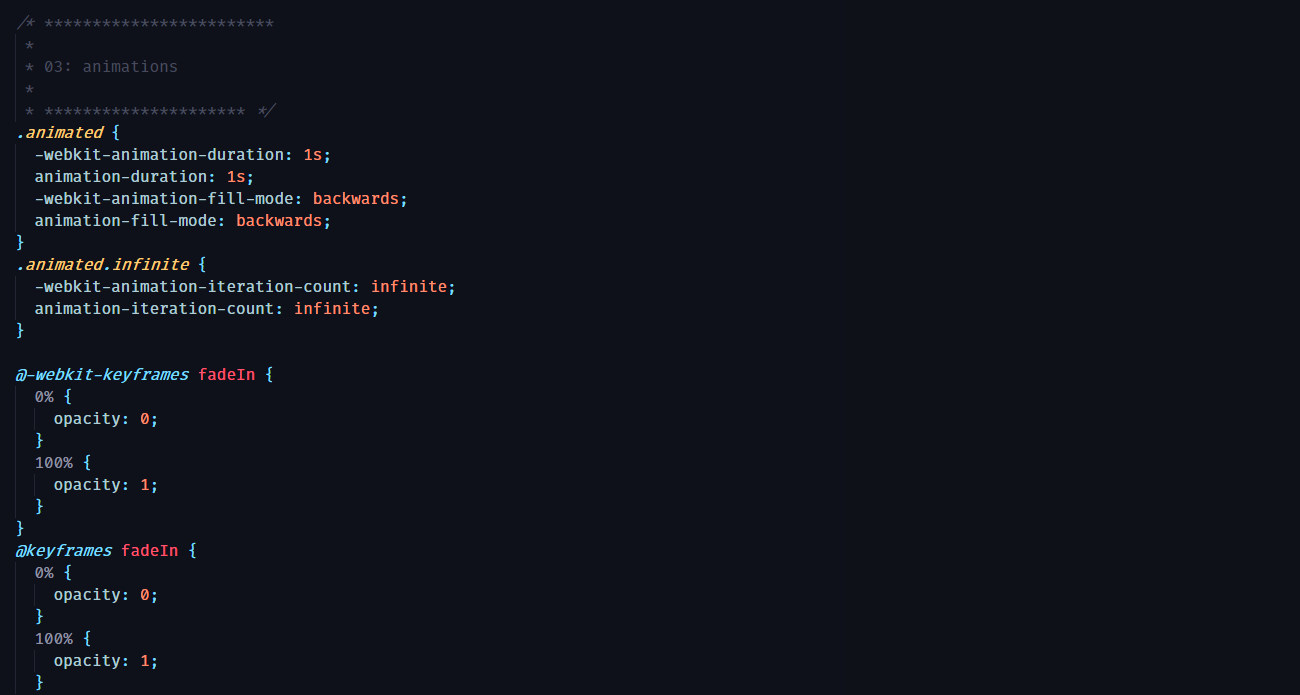 /* ************************
 *
 * 03: animations
 *
 * ********************* */
.animated {
  -webkit-animation-duration: 1s;
  animation-duration: 1s;
  -webkit-animation-fill-mode: backwards;
  animation-fill-mode: backwards;
}
.animated.infinite {
  -webkit-animation-iteration-count: infinite;
  animation-iteration-count: infinite;
}

@-webkit-keyframes fadeIn {
  0% {
    opacity: 0;
  }
  100% {
    opacity: 1;
  }
}
@keyframes fadeIn {
  0% {
    opacity: 0;
  }
  100% {
    opacity: 1;
  }